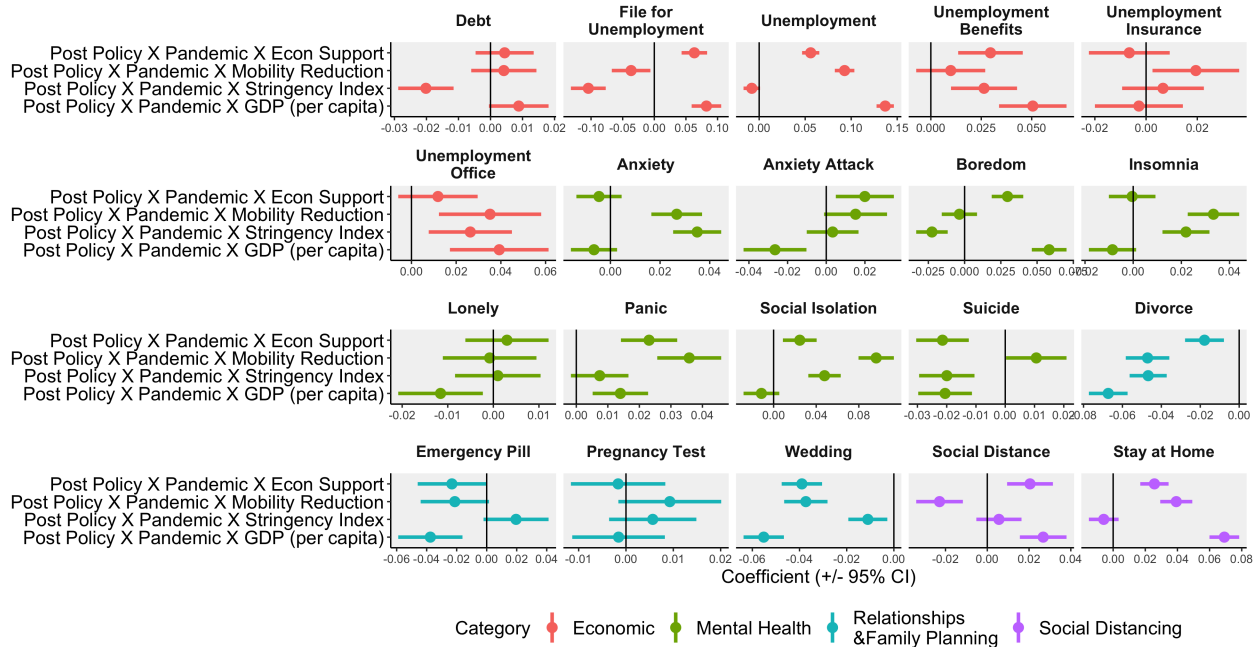 Debt
File for
Unemployment
Unemployment
Unemployment
Benefits
Unemployment
Insurance
Post Policy X Pandemic X Econ Support
Post Policy X Pandemic X Mobility Reduction
Post Policy X Pandemic X Stringency Index
Post Policy X Pandemic X GDP (per capita)
-0.03 -0.02 -0.01 0.00 0.01 0.02
-0.10 -0.05 0.00 0.05 0.10
0.00 0.05 0.10 0.15
0.000 0.025 0.050
-0.02 0.00 0.02
Unemployment
Office
Anxiety
Anxiety Attack
Boredom
Insomnia
Post Policy X Pandemic X Econ Support
Post Policy X Pandemic X Mobility Reduction
Post Policy X Pandemic X Stringency Index
Post Policy X Pandemic X GDP (per capita)
0.00 0.02 0.04 0.06
0.00 0.02 0.04
-0.04 -0.02 0.00 0.02
-0.025 0.000 0.025 0.050
0.00 0.02 0.04
Lonely
Panic
Social Isolation
Suicide
Divorce
Post Policy X Pandemic X Econ Support
Post Policy X Pandemic X Mobility Reduction
Post Policy X Pandemic X Stringency Index
Post Policy X Pandemic X GDP (per capita)
-0.02 -0.01 0.00 0.01
0.00 0.01 0.02 0.03 0.04
0.00 0.04 0.08
-0.03 -0.02 -0.01 0.00 0.01
-0.06 -0.04 -0.02 0.00
Emergency Pill
Pregnancy Test
Wedding
Social Distance
Stay at Home
Post Policy X Pandemic X Econ Support
Post Policy X Pandemic X Mobility Reduction
Post Policy X Pandemic X Stringency Index
Post Policy X Pandemic X GDP (per capita)
-0.06 -0.04 -0.02 0.00 0.02 0.04
-0.01 0.00 0.01 0.02
-0.06 -0.04 -0.02 0.00
-0.02 0.00 0.02 0.04
0.00 0.02 0.04 0.06 0.08
Coefficient (+/- 95% CI)
Category
Economic
Mental Health
Relationships
&Family Planning
Social Distancing